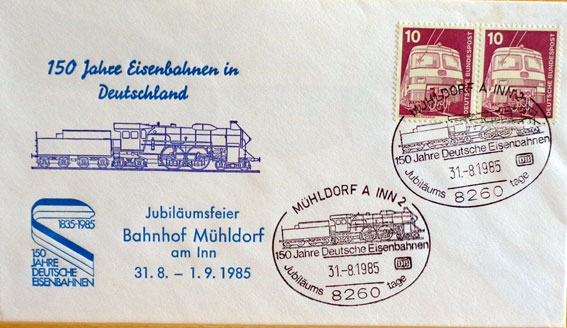 150 Jahre Eisenbahnen in
Deutschland
10
DEUTSCHE BUNDESPOST
10
DEUTSCHE BUNDESPOST
MÜHLDORF A INN 2
150 Jahre Deutsche Eisenbahnen
31.-8.1985
DB
Jubiläums tage
8260
1835-1985
150
JAHRE
DEUTSCHE
EISENBAHNEN
Jubiläumsfeier
Bahnhof Mühldorf
am Inn
31. 8. – 1. 9. 1985
MÜHLDORF A INN 2
150 Jahre Deutsche Eisenbahnen
31.-8.1985
DB
Jubiläums tage
8260